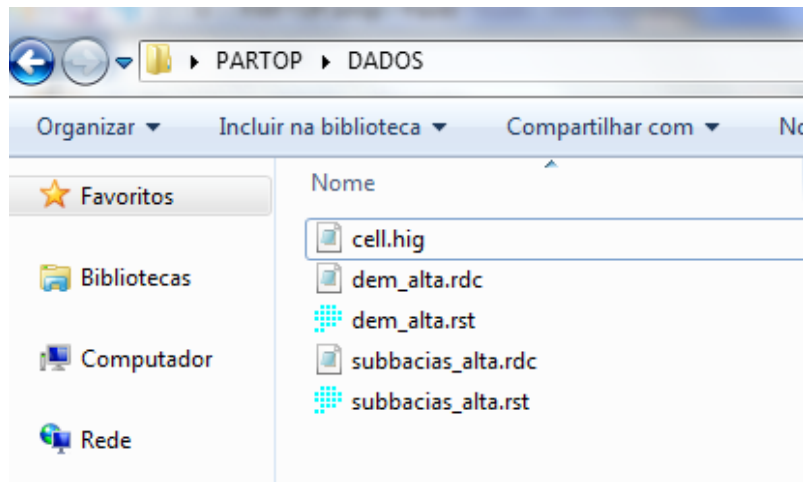 PARTOP DADOS
Organizar Incluir na biblioteca Compartilhar com
Favoritos
Bibliotecas
Computador
Rede
Nome
cell.hig
dem_alta.rdc
dem_alta.rst
subbacias_alta.rdc
subbacias_alta.rst